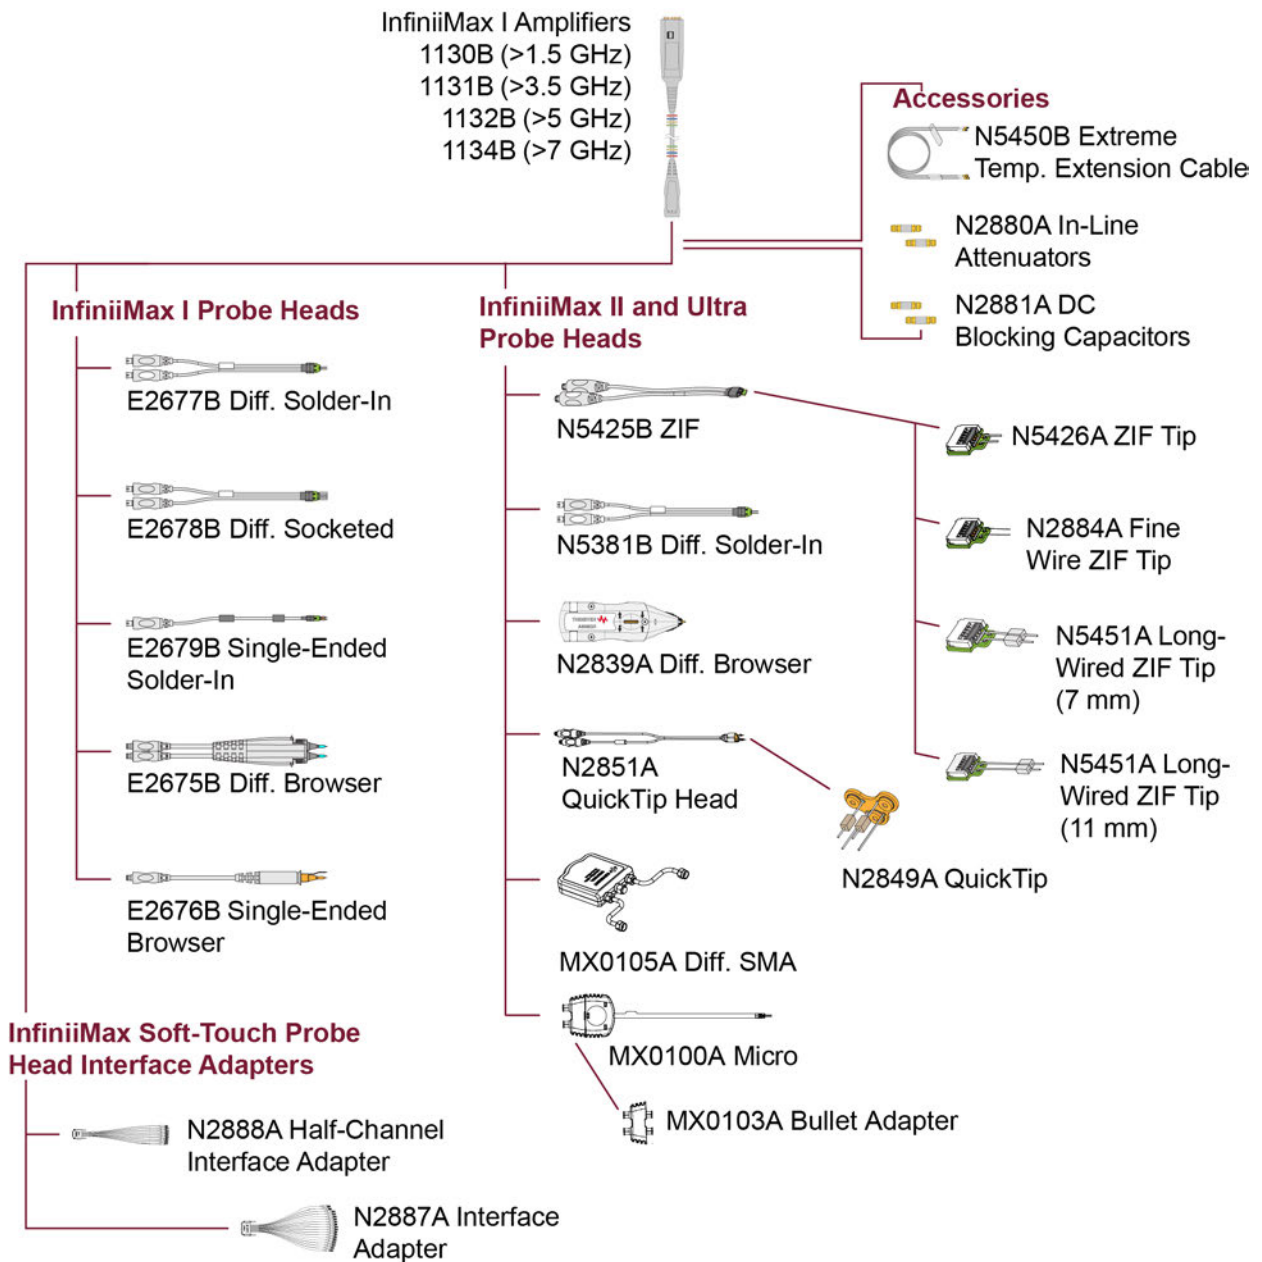 InfiniiMax I Amplifiers
1130B (>1.5 GHz)
1131B (>3.5 GHz)
1132B (>5 GHz)
1134B (>7 GHz)
Accessories
N5450B Extreme
Temp. Extension Cable
N2880A In-Line
Attenuators
N2881A DC
Blocking Capacitors
InfiniiMax I Probe Heads
E2677B Diff. Solder-In
E2678B Diff. Socketed
E2679B Single-Ended
Solder-In
E2675B Diff. Browser
E2676B Single-Ended
Browser
InfiniiMax II and Ultra
Probe Heads
N5425B ZIF
N5381B Diff. Solder-In
N2839A Diff. Browser
N2851A
QuickTip Head
MX0105A Diff. SMA
MX0100A Micro
MX0103A Bullet Adapter
N5426A ZIF Tip
N2884A Fine
Wire ZIF Tip
N5451A Long-
Wired ZIF Tip
(7 mm)
N5451A Long-
Wired ZIF Tip
(11 mm)
N2849A QuickTip
InfiniiMax Soft-Touch Probe
Head Interface Adapters
N2888A Half-Channel
Interface Adapter
N2887A Interface
Adapter